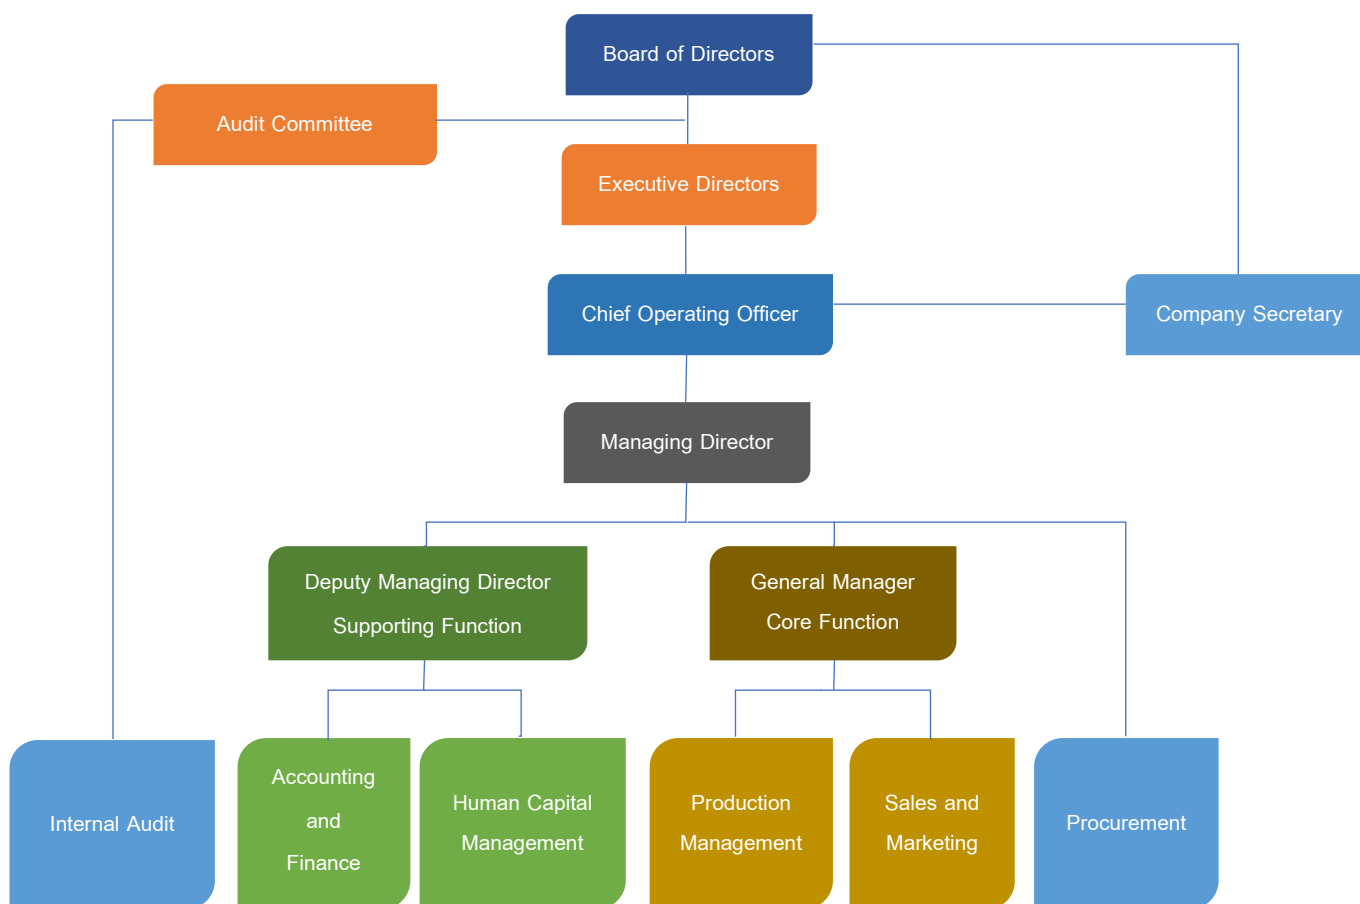 Board of Directors
Audit Committee
Executive Directors
Chief Operating Officer
Company Secretary
Managing Director
Deputy Managing Director
Supporting Function
General Manager
Core Function
Internal Audit
Accounting
and
Finance
Human Capital
Management
Production
Management
Sales and
Marketing
Procurement